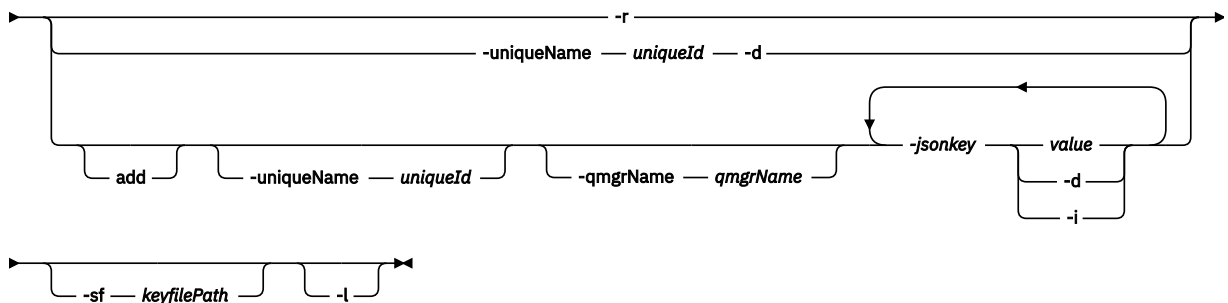 -r
-uniqueName uniqueId -d
-jsonkey value
add -uniqueName uniqueId -qmgrName qmgrName -d
-i
-sf keyfilePath -l